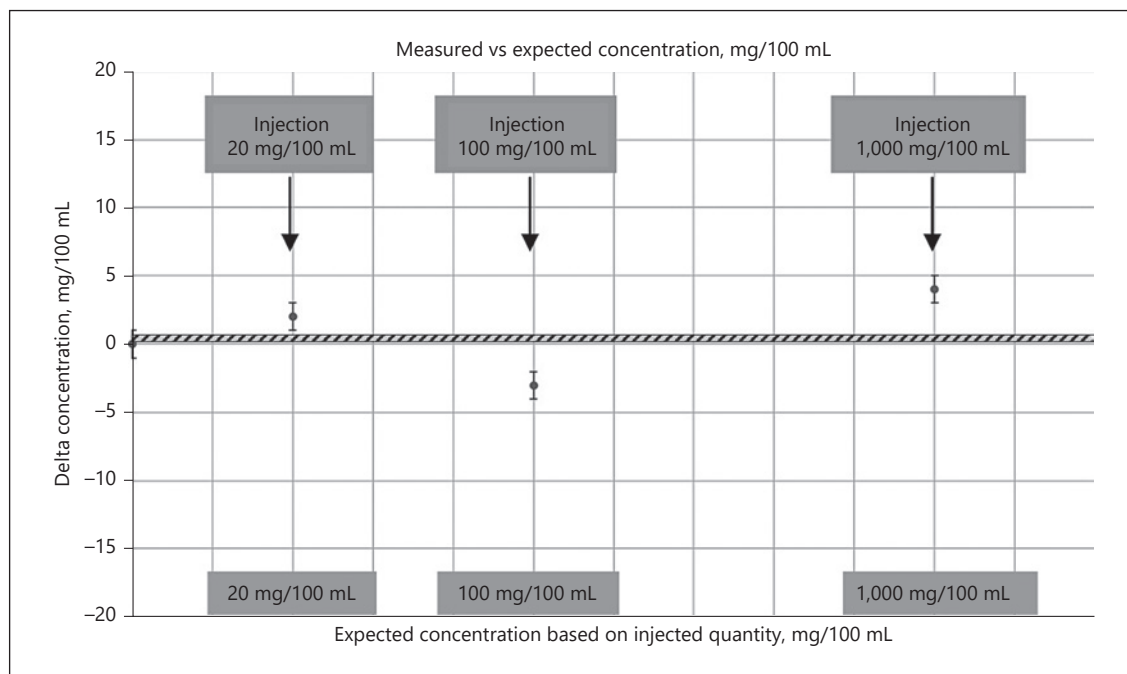 Measured vs expected concentration, mg/100 mL
20
15
10
5
0
–5
–10
–15
–20
Delta concentration, mg/100 mL
Injection
20 mg/100 mL
Injection
100 mg/100 mL
Injection
1,000 mg/100 mL
20 mg/100 mL
100 mg/100 mL
1,000 mg/100 mL
Expected concentration based on injected quantity, mg/100 mL